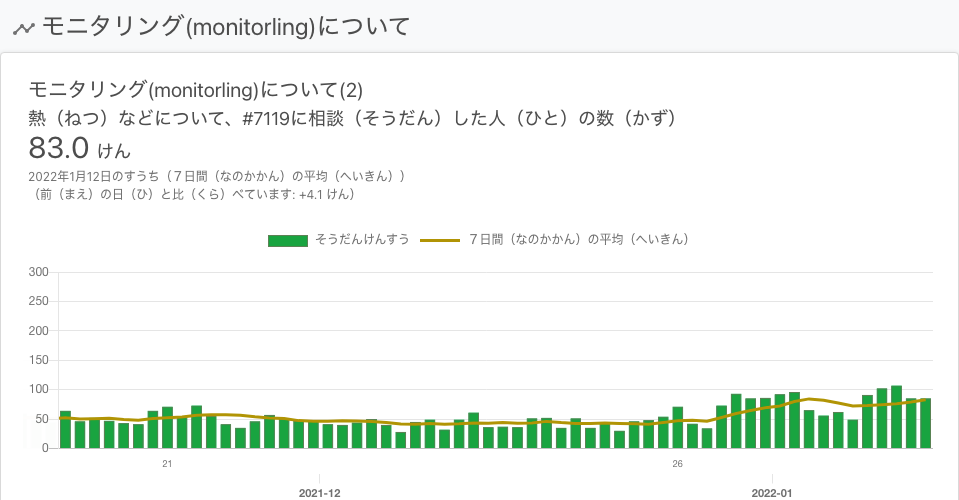 モニタリング(monitorling)について
モニタリング(monitorling)について(2)
熱（ねつ）などについて、#7119に相談（そうだん）した人（ひと）の数（かず）
83.0 けん
2022年1月12日のすうち（７日間（なのかかん）の平均（へいきん））
（前（まえ）の日（ひ）と比（くら）べています: +4.1 けん）
そうだんけんすう ７日間（なのかかん）の平均（へいきん）
300
250
200
150
100
50
0
21 26
2021-12 2022-01